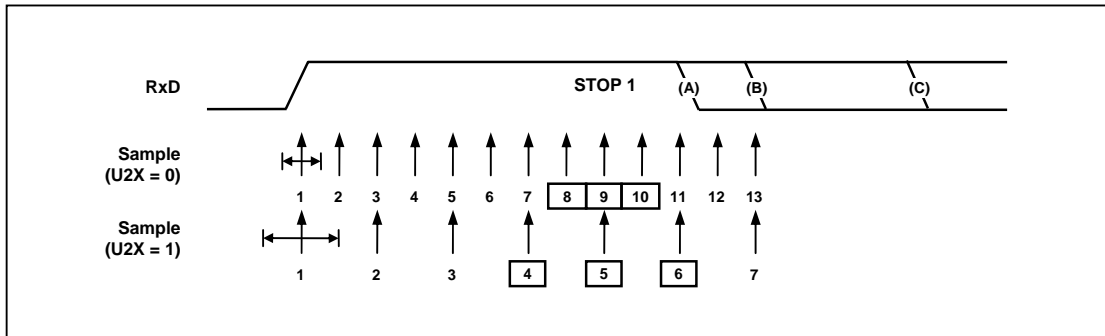 RxD STOP 1 (A) (B) (C)
Sample
(U2X = 0)
1 2 3 4 5 6 7 8 9 10 11 12 13
Sample
(U2X = 1)
1 2 3 4 5 6 7